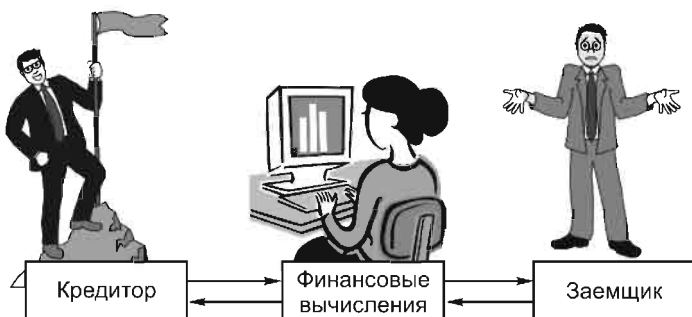 Кредитор
Финансовые
вычисления
Заемщик